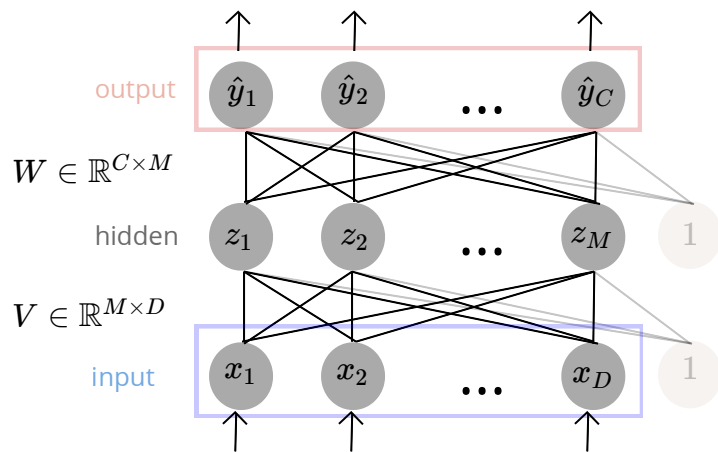 output ŷ₁ ŷ₂ ... ŷ_C
W ∈ ℝ^{C×M}
hidden z₁ z₂ ... z_M 1
V ∈ ℝ^{M×D}
input x₁ x₂ ... x_D 1